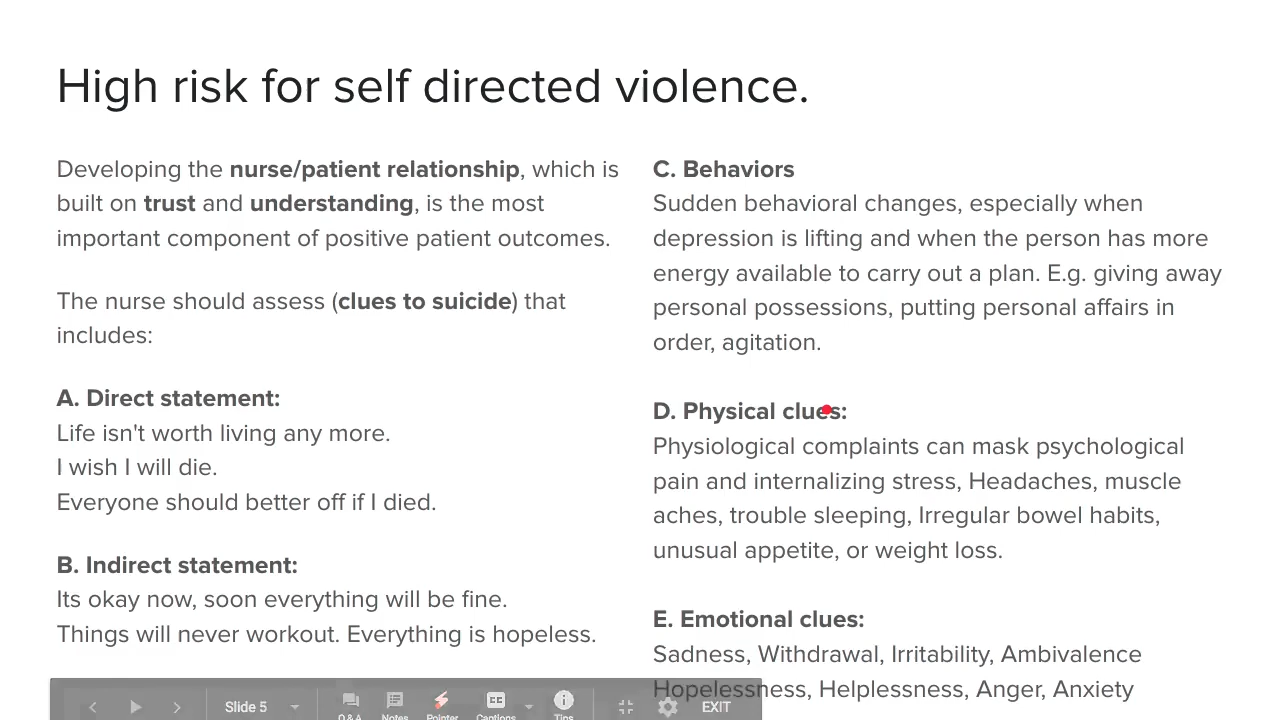 High risk for self directed violence.
Developing the nurse/patient relationship, which is
built on trust and understanding, is the most
important component of positive patient outcomes.
The nurse should assess (clues to suicide) that
includes:
A. Direct statement:
Life isn't worth living any more.
I wish I will die.
Everyone should better off if I died.
B. Indirect statement:
Its okay now, soon everything will be fine.
Things will never workout. Everything is hopeless.
C. Behaviors
Sudden behavioral changes, especially when
depression is lifting and when the person has more
energy available to carry out a plan. E.g. giving away
personal possessions, putting personal affairs in
order, agitation.
D. Physical clues:
Physiological complaints can mask psychological
pain and internalizing stress, Headaches, muscle
aches, trouble sleeping, Irregular bowel habits,
unusual appetite, or weight loss.
E. Emotional clues:
Sadness, Withdrawal, Irritability, Ambivalence
Hopelessness, Helplessness, Anger, Anxiety
Slide 5
Q&A
Notes
Pointer
CC
Captions
Tips
EXIT